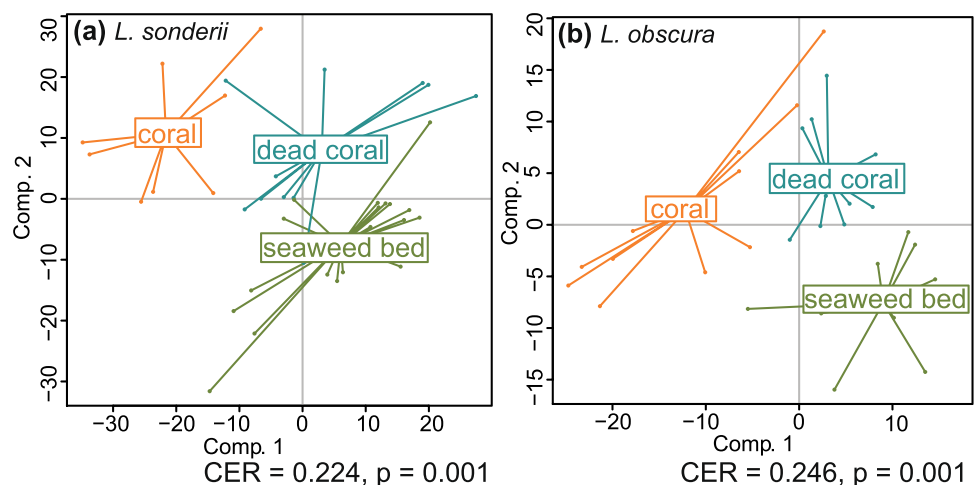 (a) L. sonderii
coral
dead coral
seaweed bed
Comp. 2
30
20
10
0
−10
−20
−30
−30 −20 −10 0 10 20
Comp. 1
CER = 0.224, p = 0.001
(b) L. obscura
coral
dead coral
seaweed bed
Comp. 2
20
15
10
5
0
−5
−10
−15
−20 −10 0 10
Comp. 1
CER = 0.246, p = 0.001